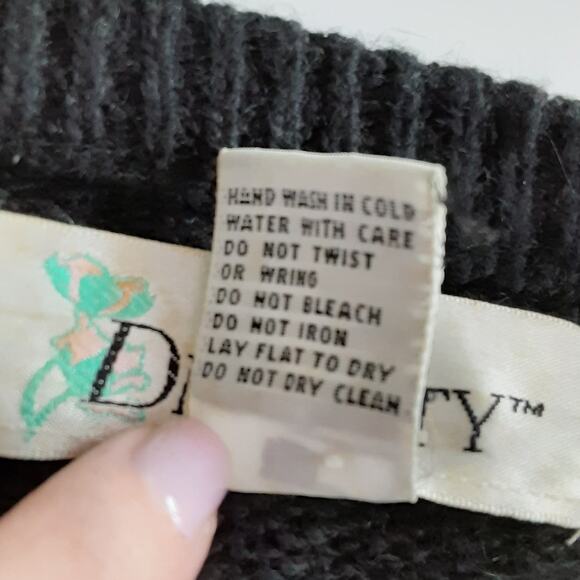 HAND WASH IN COLD
WATER WITH CARE
DO NOT TWIST
OR WRING
DO NOT BLEACH
DO NOT IRON
LAY FLAT TO DRY
DO NOT DRY CLEAN
TY™